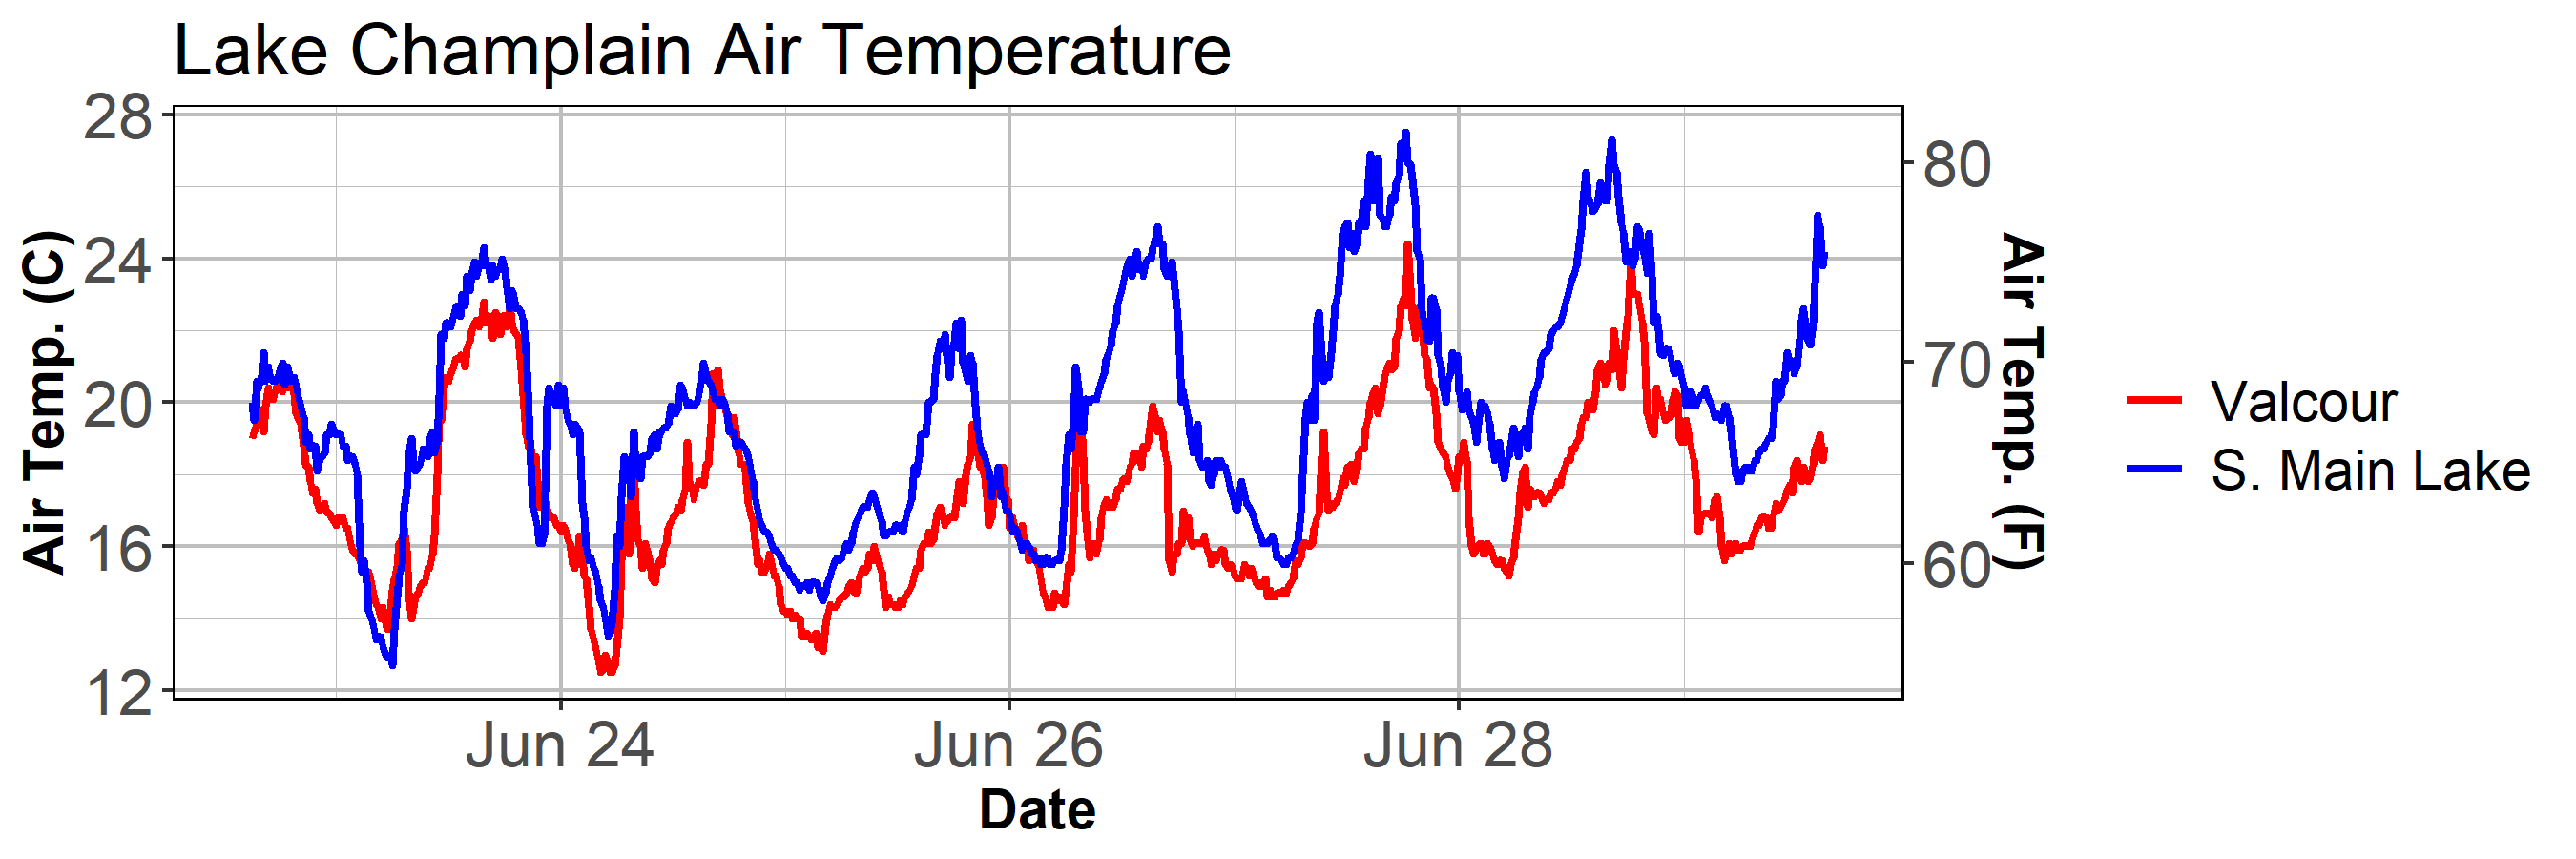 Lake Champlain Air Temperature
28
24
20
16
12
Air Temp. (C)
80
70
60
Air Temp. (F)
Jun 24
Jun 26
Jun 28
Date
Valcour
S. Main Lake